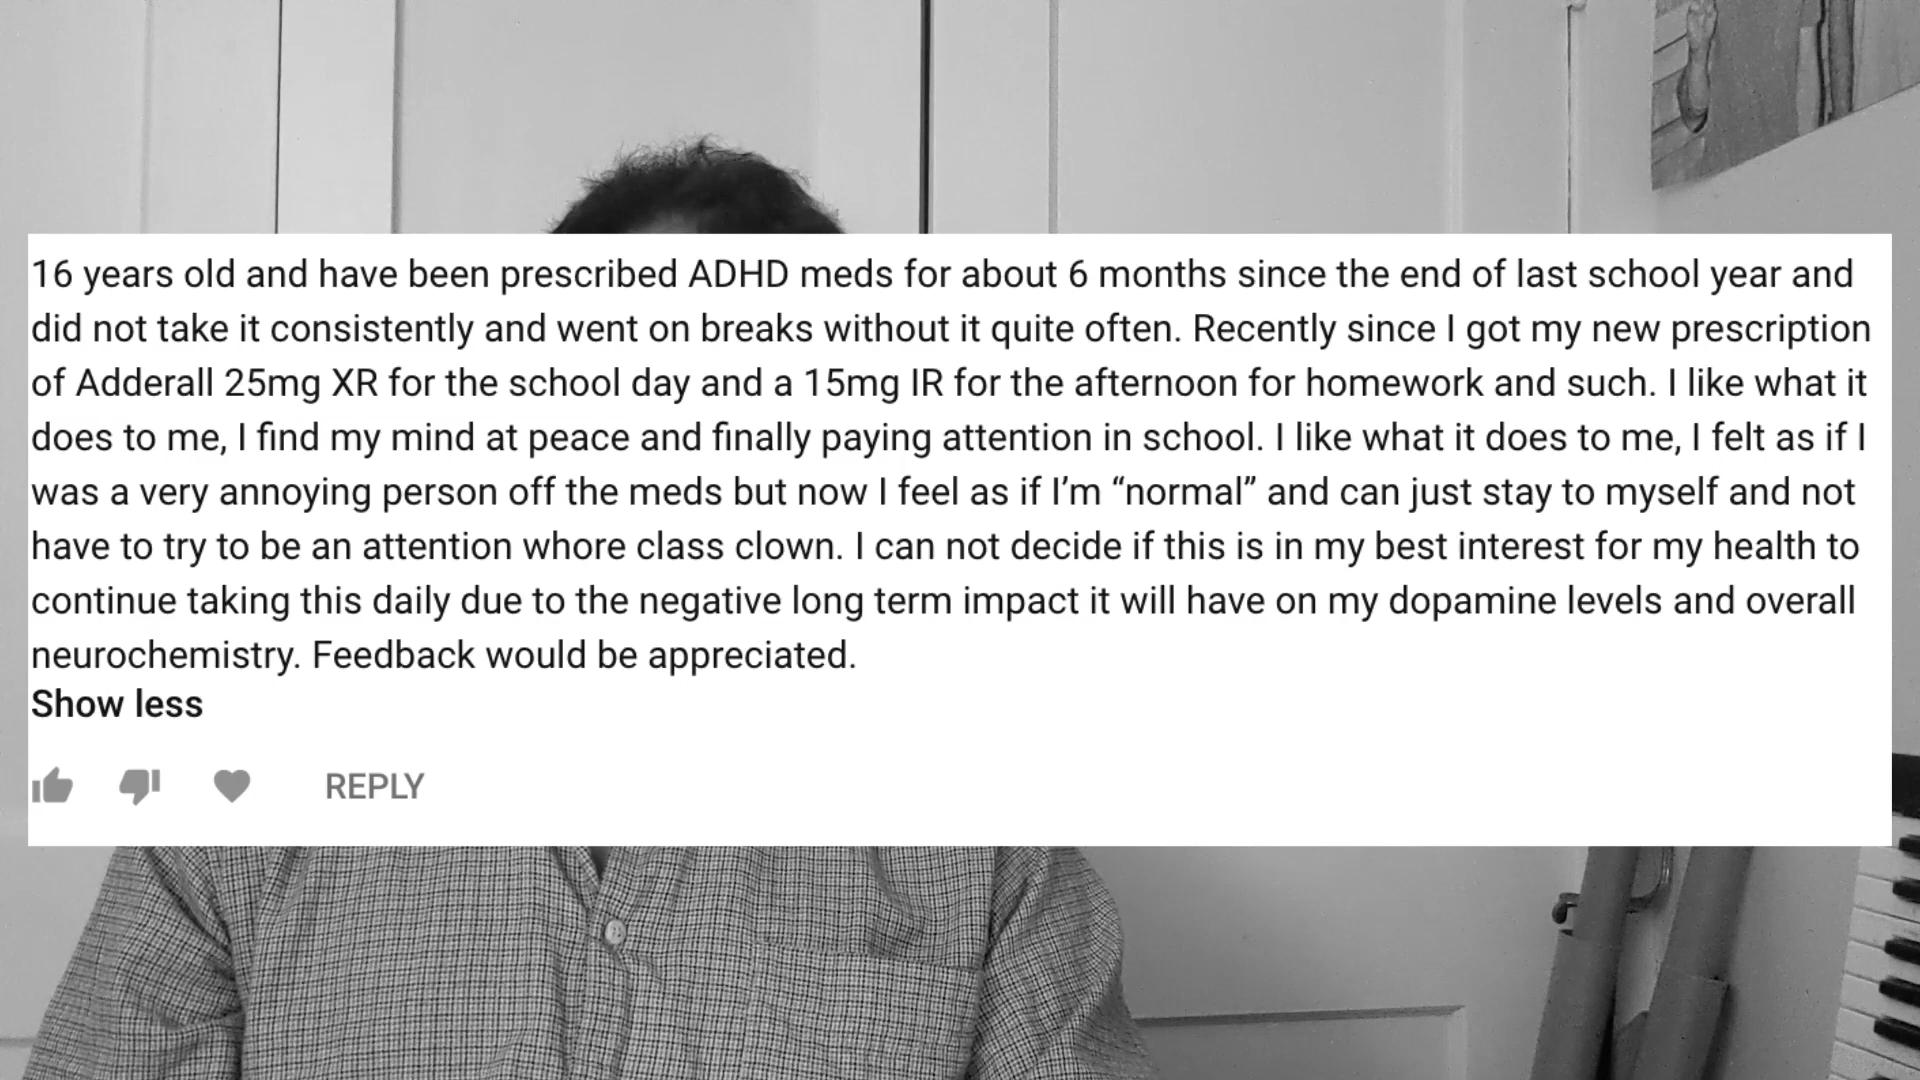 16 years old and have been prescribed ADHD meds for about 6 months since the end of last school year and
did not take it consistently and went on breaks without it quite often. Recently since I got my new prescription
of Adderall 25mg XR for the school day and a 15mg IR for the afternoon for homework and such. I like what it
does to me, I find my mind at peace and finally paying attention in school. I like what it does to me, I felt as if I
was a very annoying person off the meds but now I feel as if I’m “normal” and can just stay to myself and not
have to try to be an attention whore class clown. I can not decide if this is in my best interest for my health to
continue taking this daily due to the negative long term impact it will have on my dopamine levels and overall
neurochemistry. Feedback would be appreciated.
Show less
REPLY